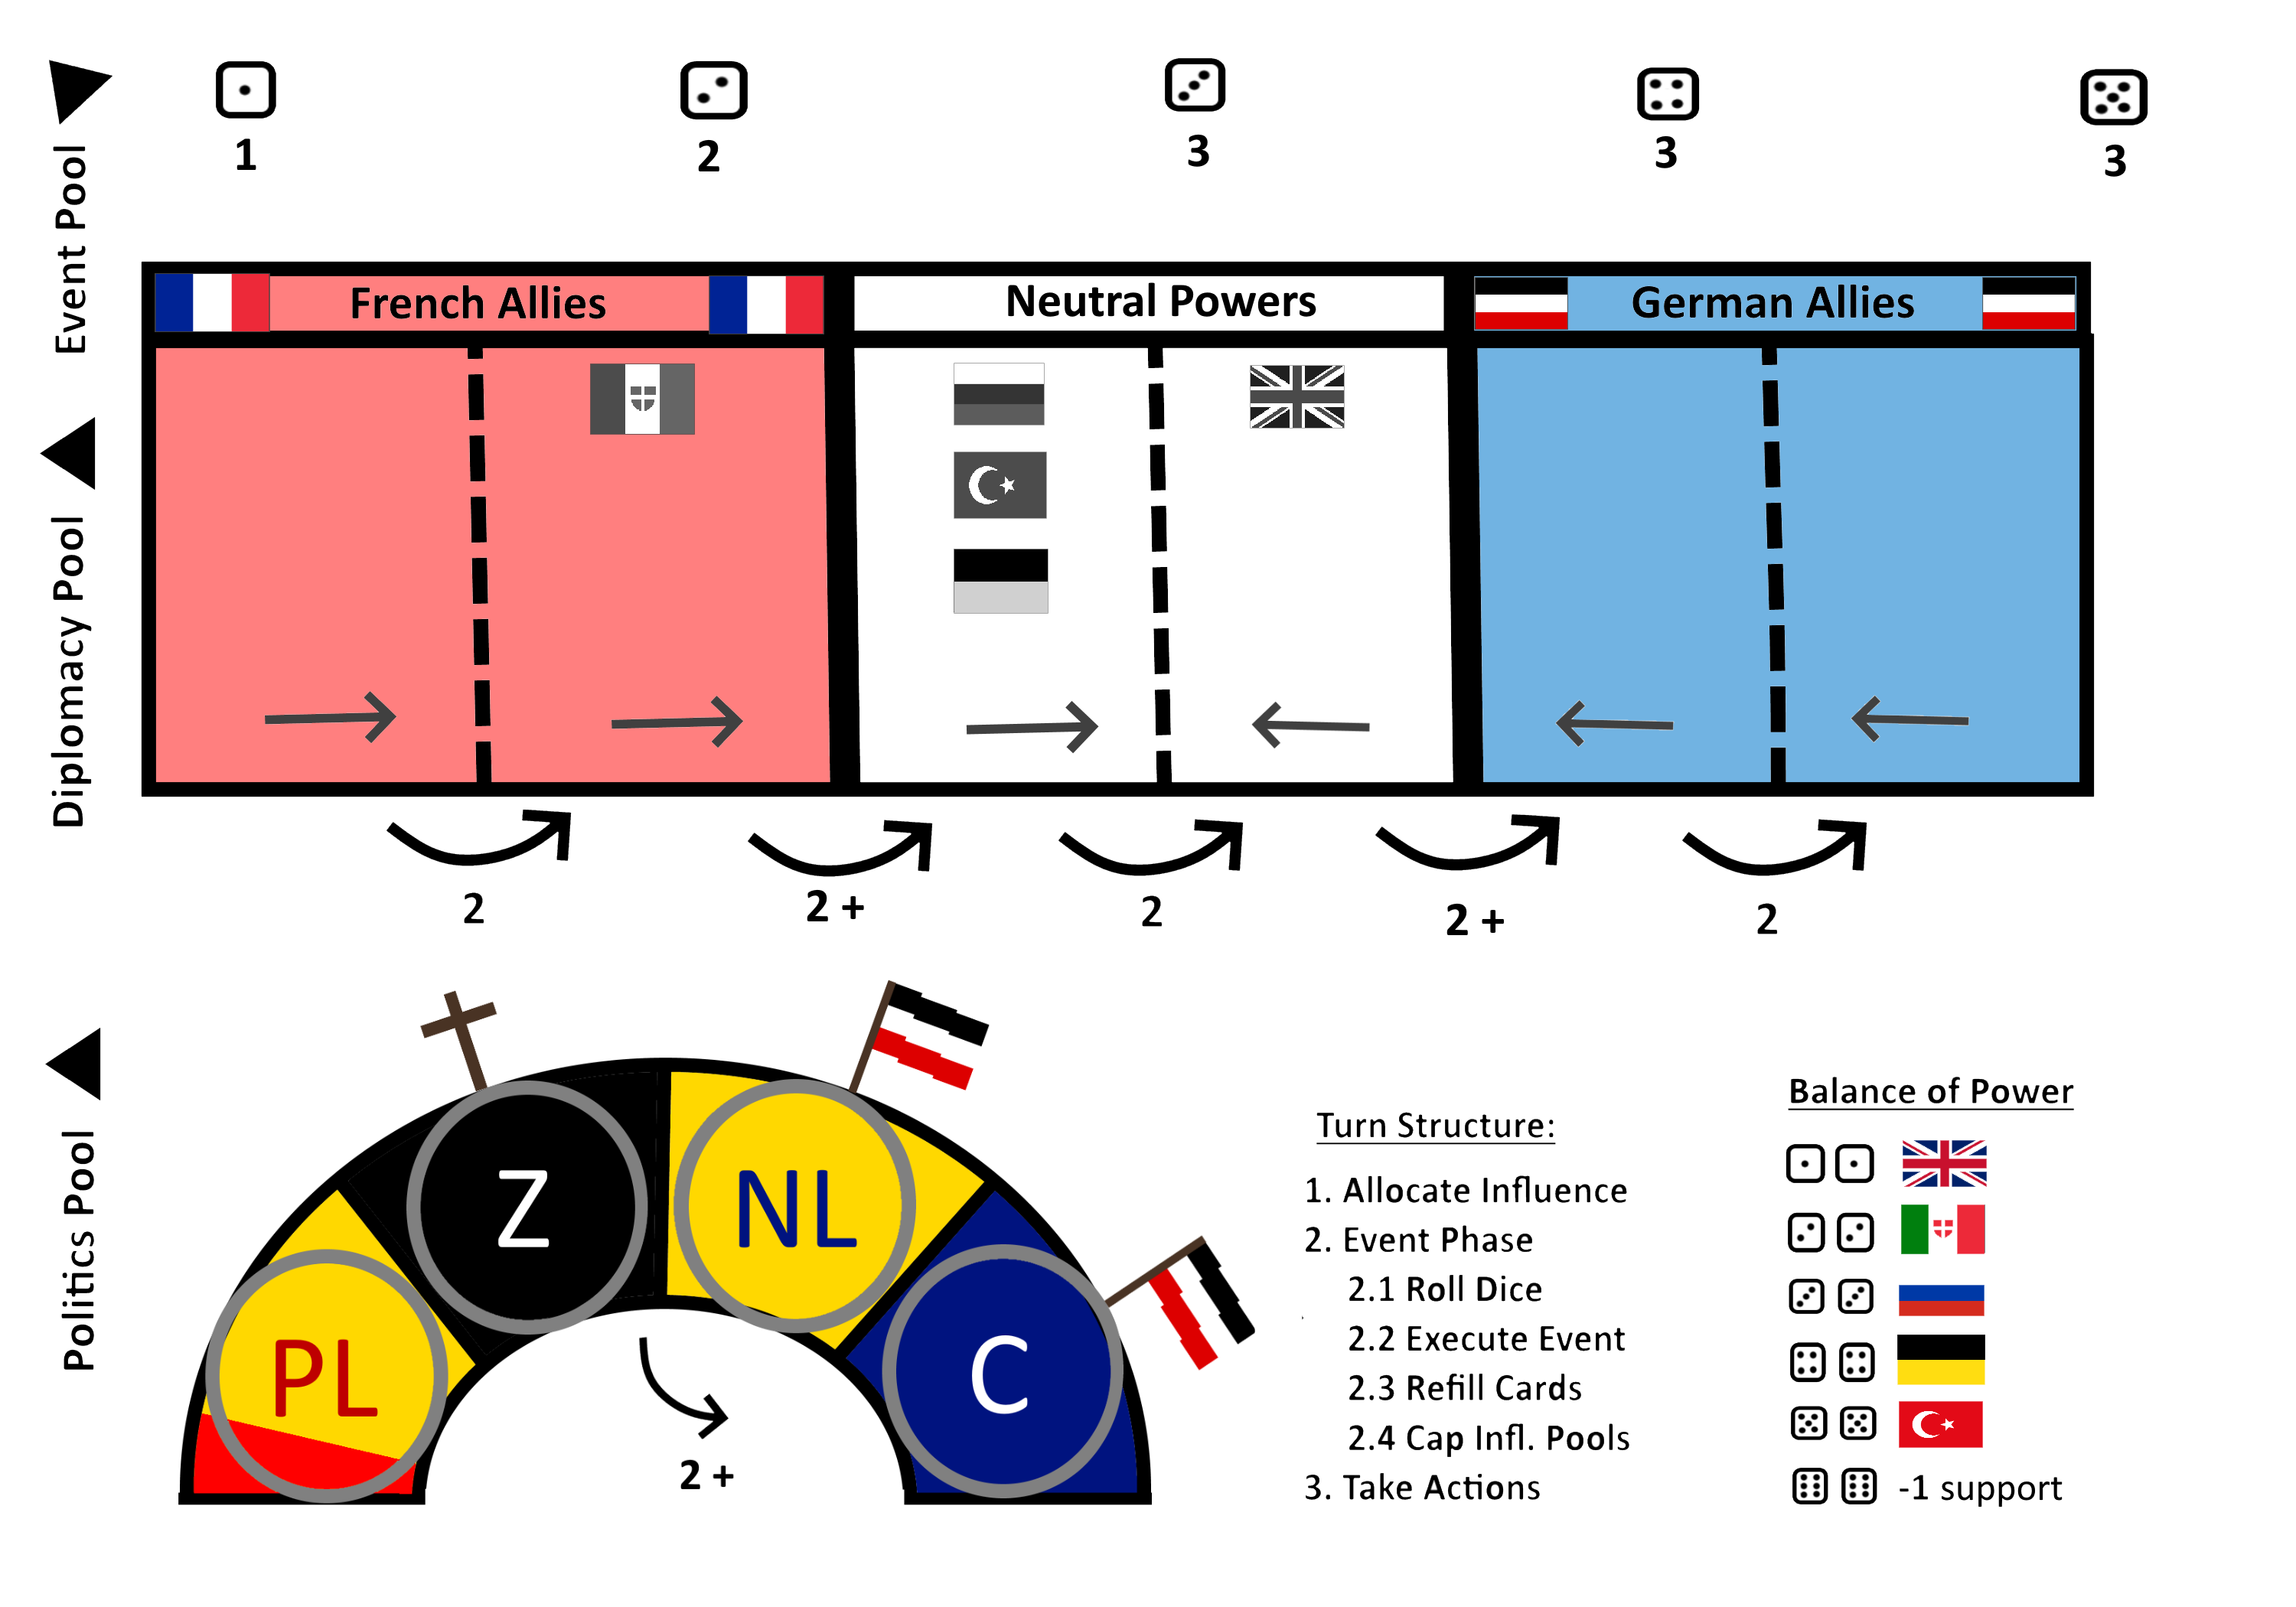 Event Pool
1
2
3
3
3
French Allies
Neutral Powers
German Allies
Diplomacy Pool
2
2 +
2
2 +
2
Politics Pool
PL
Z
NL
C
2 +
Turn Structure:
1. Allocate Influence
2. Event Phase
2.1 Roll Dice
2.2 Execute Event
2.3 Refill Cards
2.4 Cap Infl. Pools
3. Take Actions
Balance of Power
-1 support